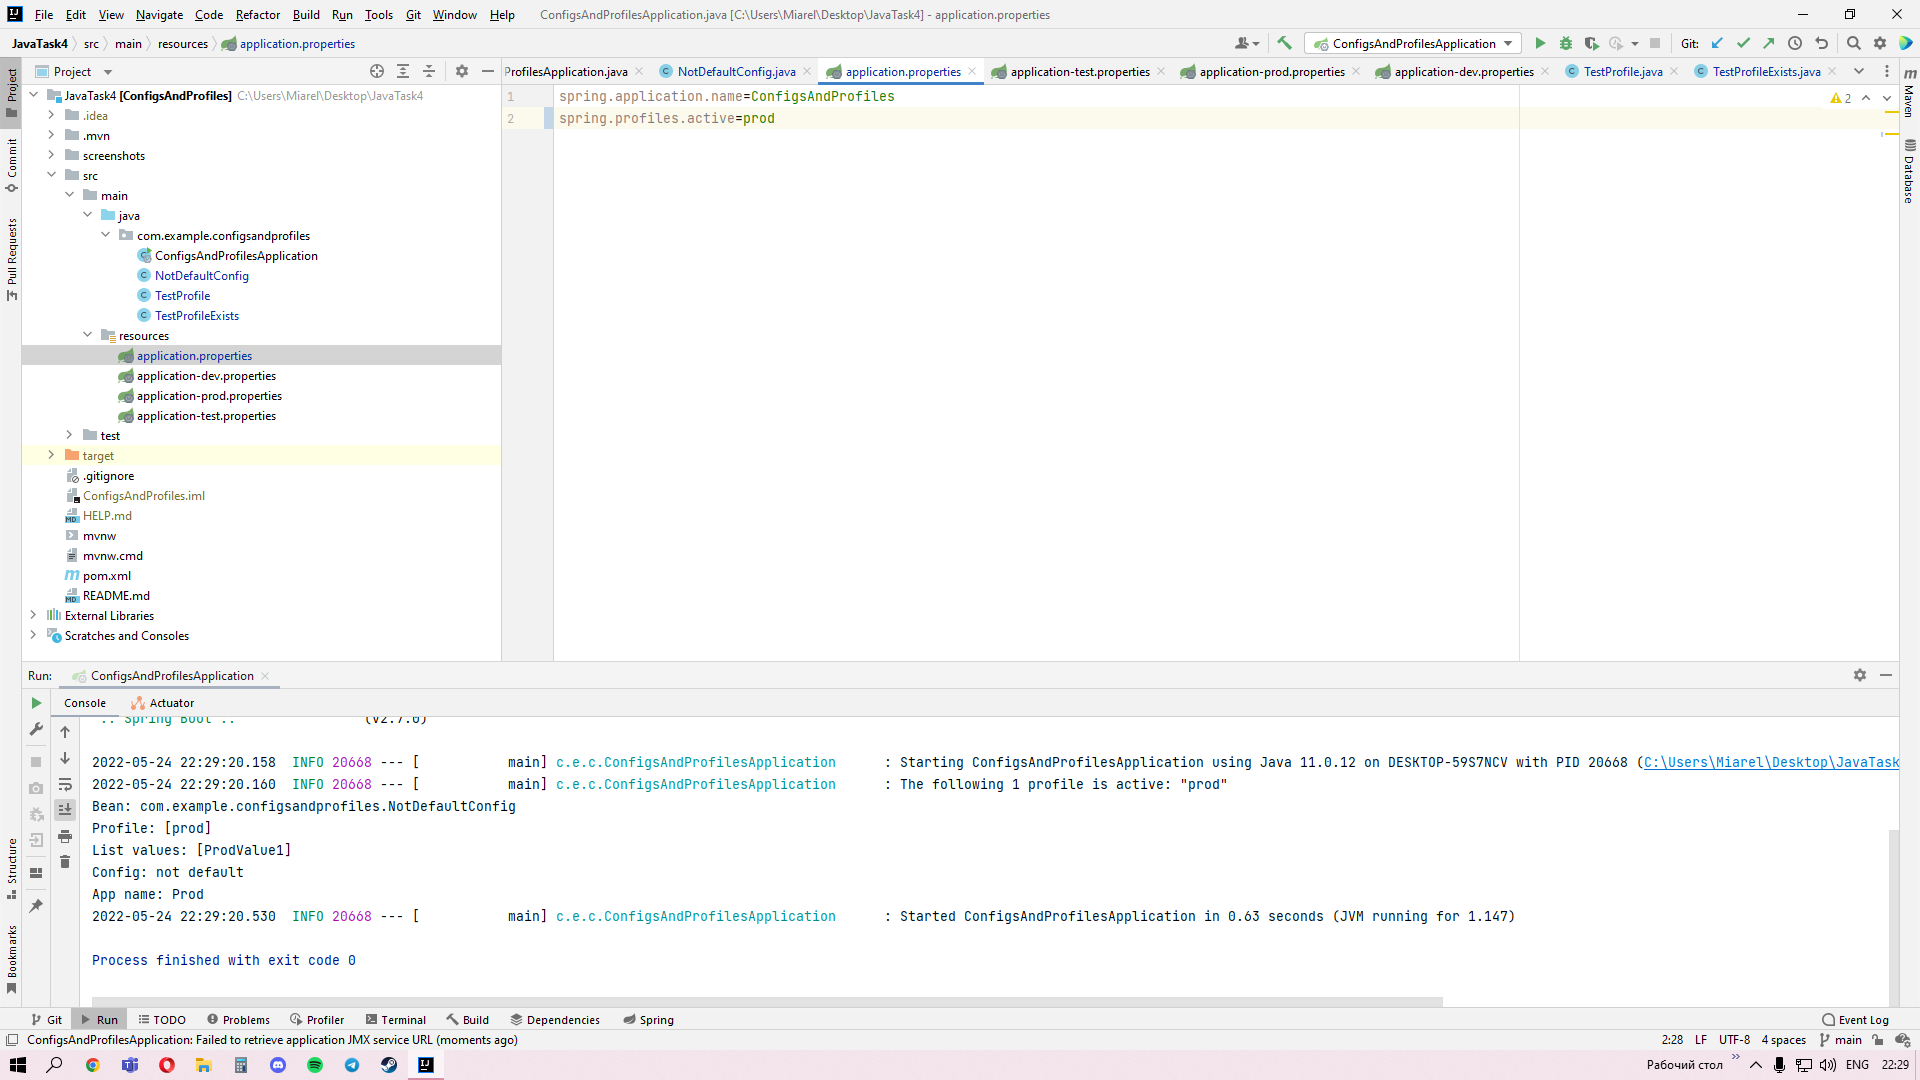 File Edit View Navigate Code Refactor Build Run Tools Git Window Help ConfigsAndProfilesApplication.java [C:\Users\Miarel\Desktop\JavaTask4] - application.properties
JavaTask4 src main resources application.properties ConfigsAndProfilesApplication Git:
Project ProfilesApplication.java NotDefaultConfig.java application.properties application-test.properties application-prod.properties application-dev.properties TestProfile.java TestProfileExists.java
Project
Commit
Pull Requests
Structure
Bookmarks
Maven
Database
JavaTask4 [ConfigsAndProfiles] C:\Users\Miarel\Desktop\JavaTask4
.idea
.mvn
screenshots
src
main
java
com.example.configsandprofiles
ConfigsAndProfilesApplication
NotDefaultConfig
TestProfile
TestProfileExists
resources
application.properties
application-dev.properties
application-prod.properties
application-test.properties
test
target
.gitignore
ConfigsAndProfiles.iml
HELP.md
mvnw
mvnw.cmd
pom.xml
README.md
External Libraries
Scratches and Consoles
1 spring.application.name=ConfigsAndProfiles
2 spring.profiles.active=prod
2
Run: ConfigsAndProfilesApplication
Console Actuator
:: Spring Boot :: (v2.7.0)
2022-05-24 22:29:20.158 INFO 20668 --- [ main] c.e.c.ConfigsAndProfilesApplication : Starting ConfigsAndProfilesApplication using Java 11.0.12 on DESKTOP-59S7NCV with PID 20668 (C:\Users\Miarel\Desktop\JavaTask
2022-05-24 22:29:20.160 INFO 20668 --- [ main] c.e.c.ConfigsAndProfilesApplication : The following 1 profile is active: "prod"
Bean: com.example.configsandprofiles.NotDefaultConfig
Profile: [prod]
List values: [ProdValue1]
Config: not default
App name: Prod
2022-05-24 22:29:20.530 INFO 20668 --- [ main] c.e.c.ConfigsAndProfilesApplication : Started ConfigsAndProfilesApplication in 0.63 seconds (JVM running for 1.147)
Process finished with exit code 0
Git Run TODO Problems Profiler Terminal Build Dependencies Spring Event Log
ConfigsAndProfilesApplication: Failed to retrieve application JMX service URL (moments ago) 2:28 LF UTF-8 4 spaces main
Рабочий стол ENG 22:29